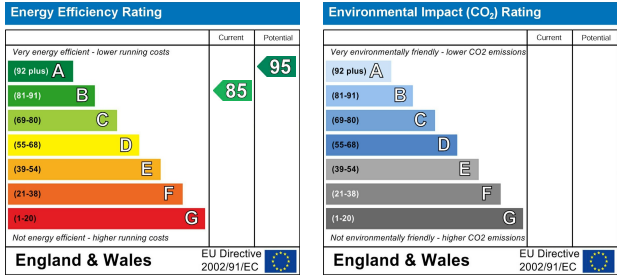 Energy Efficiency Rating
Current Potential
Very energy efficient - lower running costs
(92 plus) A
95
(81-91) B
85
(69-80) C
(55-68) D
(39-54) E
(21-38) F
(1-20) G
Not energy efficient - higher running costs
England & Wales
EU Directive
2002/91/EC
Environmental Impact (CO₂) Rating
Current Potential
Very environmentally friendly - lower CO2 emissions
(92 plus) A
(81-91) B
(69-80) C
(55-68) D
(39-54) E
(21-38) F
(1-20) G
Not environmentally friendly - higher CO2 emissions
England & Wales
EU Directive
2002/91/EC